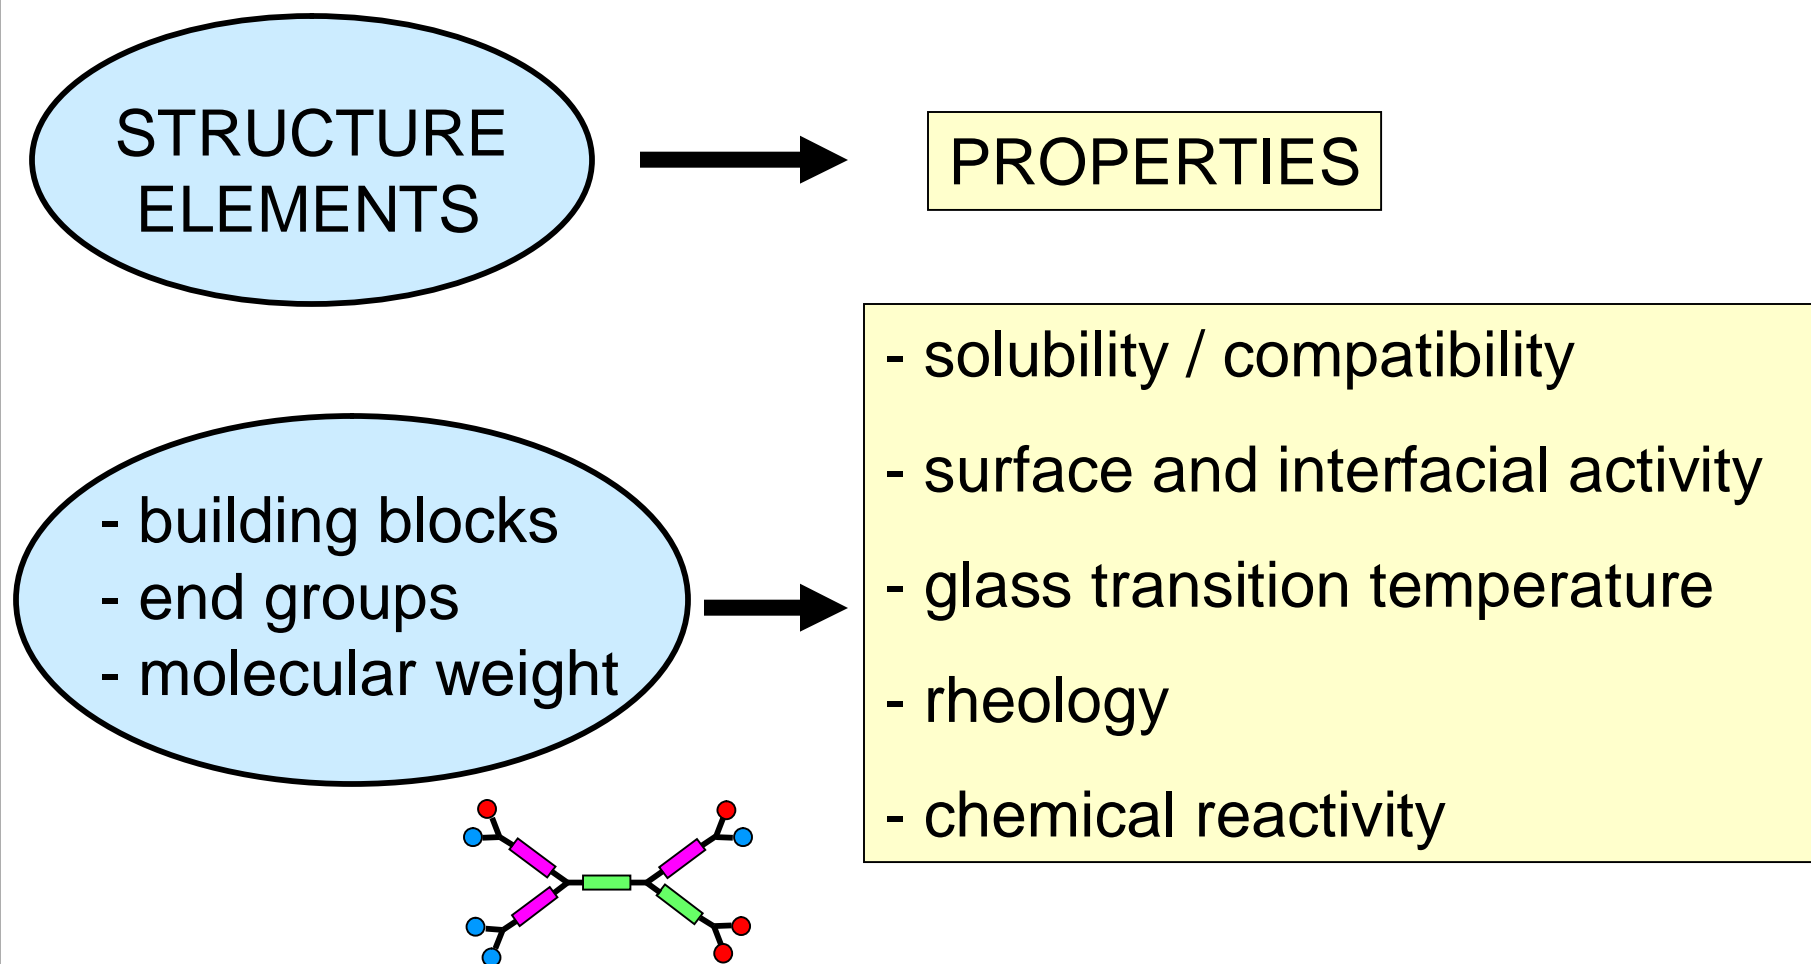 STRUCTURE
ELEMENTS
PROPERTIES
- building blocks
- end groups
- molecular weight
- solubility / compatibility
- surface and interfacial activity
- glass transition temperature
- rheology
- chemical reactivity